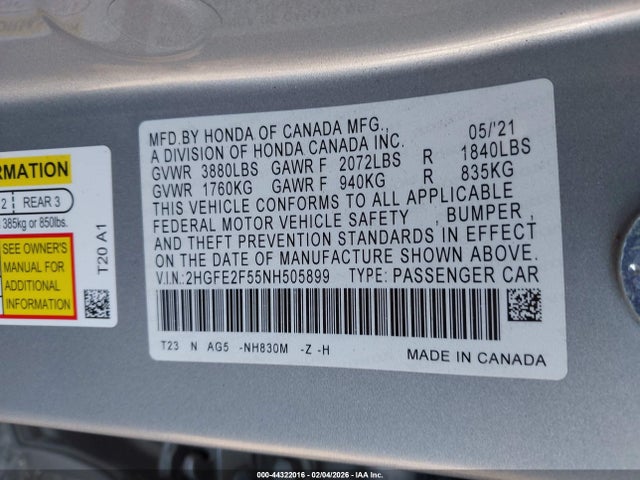 RMATION
2 REAR 3
385kg or 850lbs.
SEE OWNER'S
MANUAL FOR
ADDITIONAL
INFORMATION
T20 A1
MFD.BY HONDA OF CANADA MFG., 05/'21
A DIVISION OF HONDA CANADA INC.
GVWR 3880LBS GAWR F 2072LBS R 1840LBS
GVWR 1760KG GAWR F 940KG R 835KG
THIS VEHICLE CONFORMS TO ALL APPLICABLE
FEDERAL MOTOR VEHICLE SAFETY , BUMPER ,
AND THEFT PREVENTION STANDARDS IN EFFECT
ON THE DATE OF MANUFACTURE SHOWN ABOVE.
V.I.N:2HGFE2F55NH505899 TYPE: PASSENGER CAR
T23 N AG5 -NH830M -Z -H MADE IN CANADA
000-44322016 - 02/04/2026 - IAA Inc.